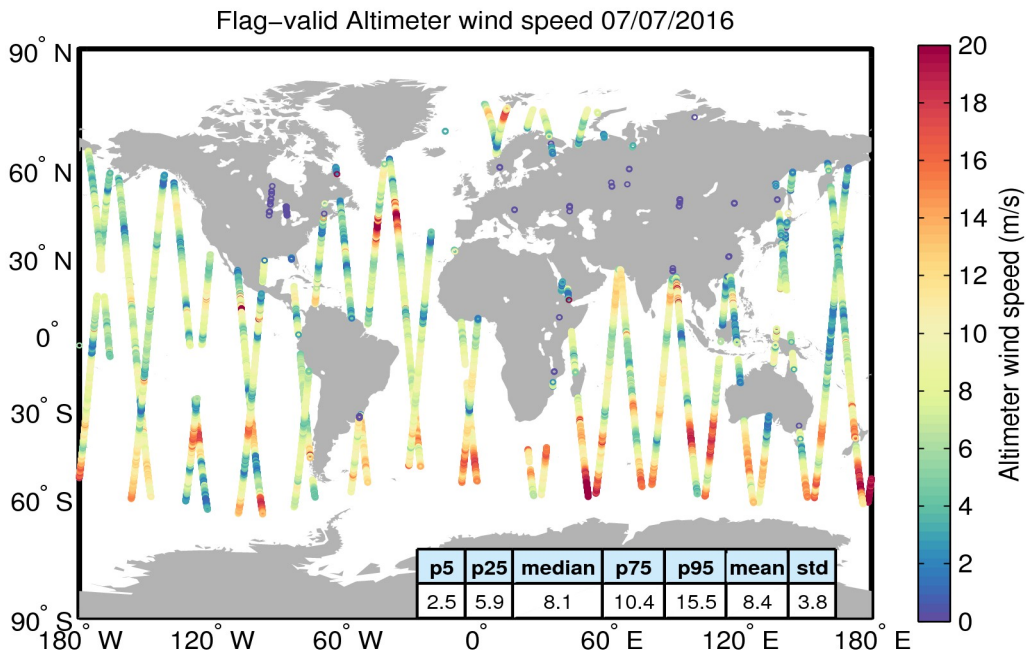 Flag−valid Altimeter wind speed 07/07/2016
90° N
60° N
30° N
0°
30° S
60° S
90° S
180° W
120° W
60° W
0°
60° E
120° E
180° E
p5 p25 median p75 p95 mean std
2.5 5.9 8.1 10.4 15.5 8.4 3.8
20
18
16
14
12
10
8
6
4
2
0
Altimeter wind speed (m/s)